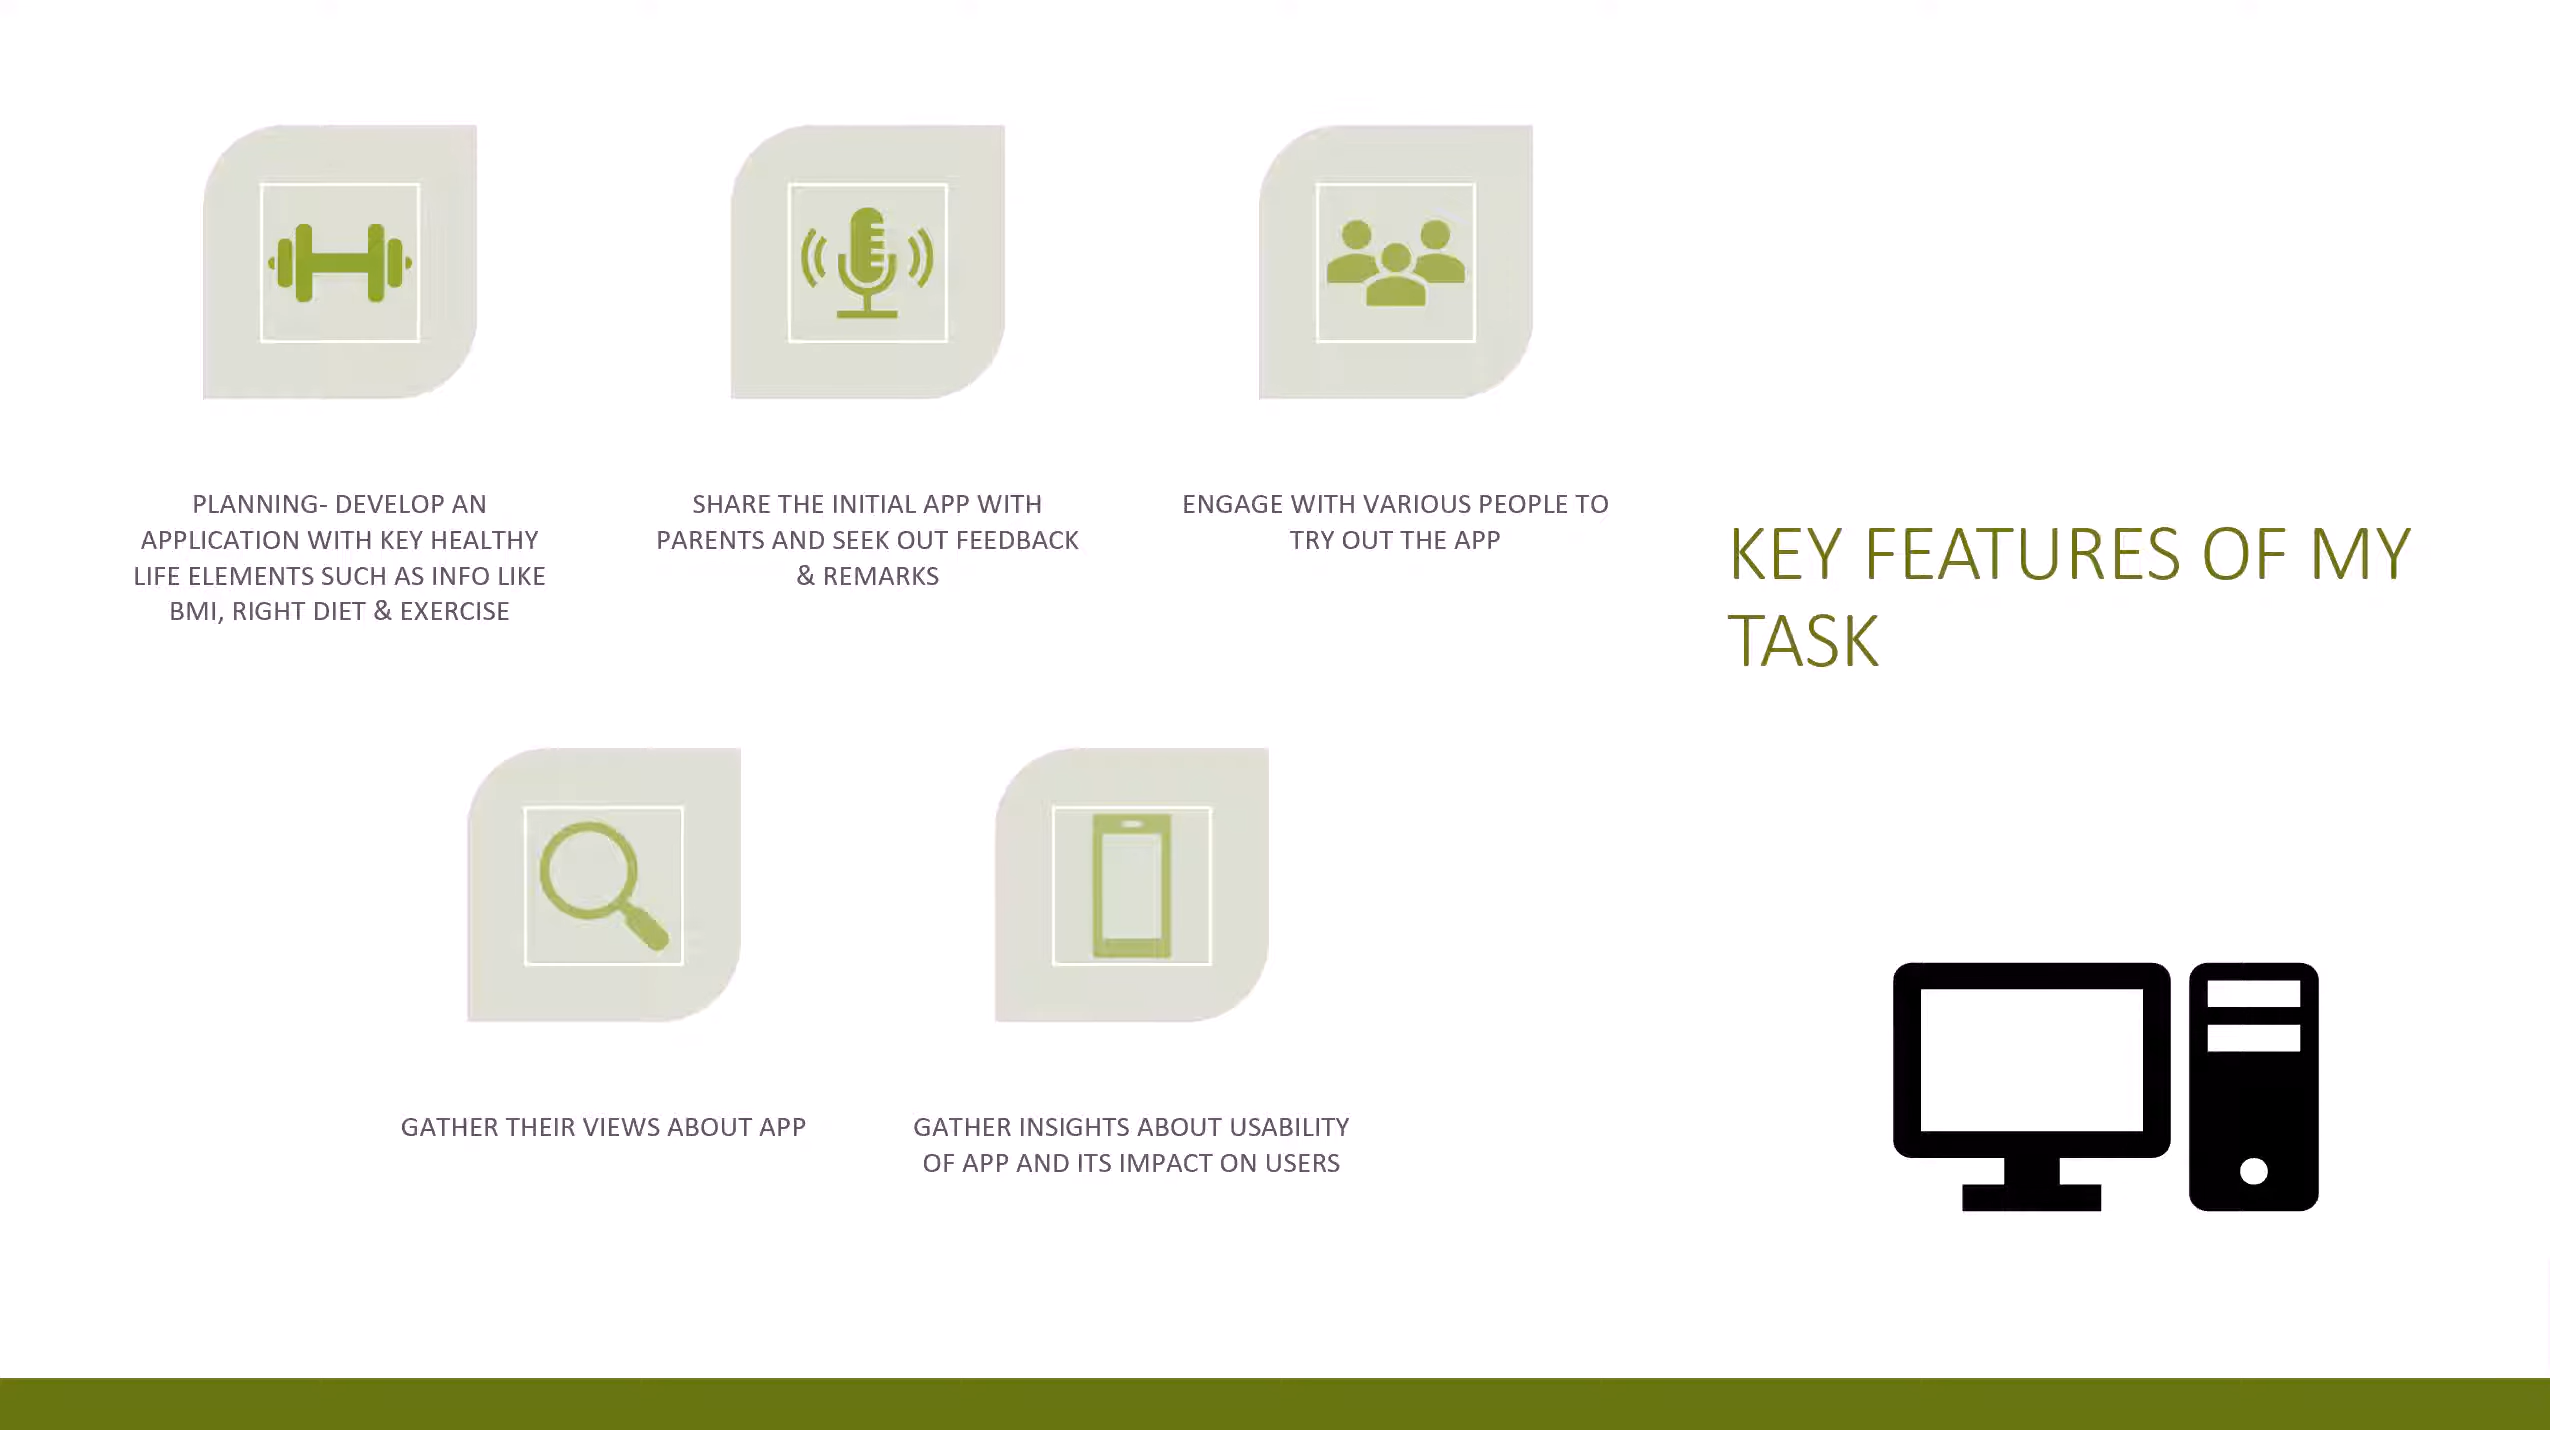 PLANNING- DEVELOP AN
APPLICATION WITH KEY HEALTHY
LIFE ELEMENTS SUCH AS INFO LIKE
BMI, RIGHT DIET & EXERCISE
SHARE THE INITIAL APP WITH
PARENTS AND SEEK OUT FEEDBACK
& REMARKS
ENGAGE WITH VARIOUS PEOPLE TO
TRY OUT THE APP
KEY FEATURES OF MY
TASK
GATHER THEIR VIEWS ABOUT APP
GATHER INSIGHTS ABOUT USABILITY
OF APP AND ITS IMPACT ON USERS